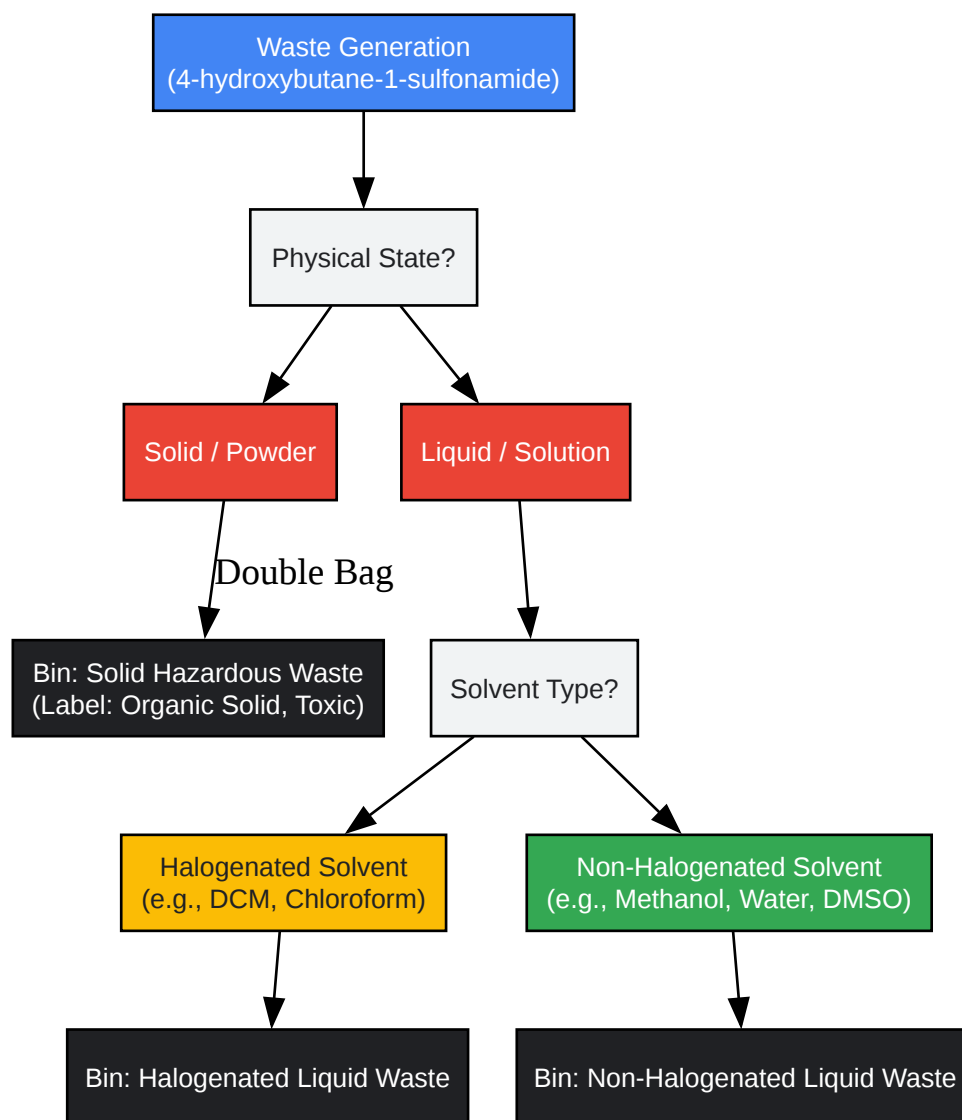 Waste Generation
(4-hydroxybutane-1-sulfonamide)
Physical State?
Solid / Powder
Liquid / Solution
Double Bag
Bin: Solid Hazardous Waste
(Label: Organic Solid, Toxic)
Solvent Type?
Halogenated Solvent
(e.g., DCM, Chloroform)
Non-Halogenated Solvent
(e.g., Methanol, Water, DMSO)
Bin: Halogenated Liquid Waste
Bin: Non-Halogenated Liquid Waste